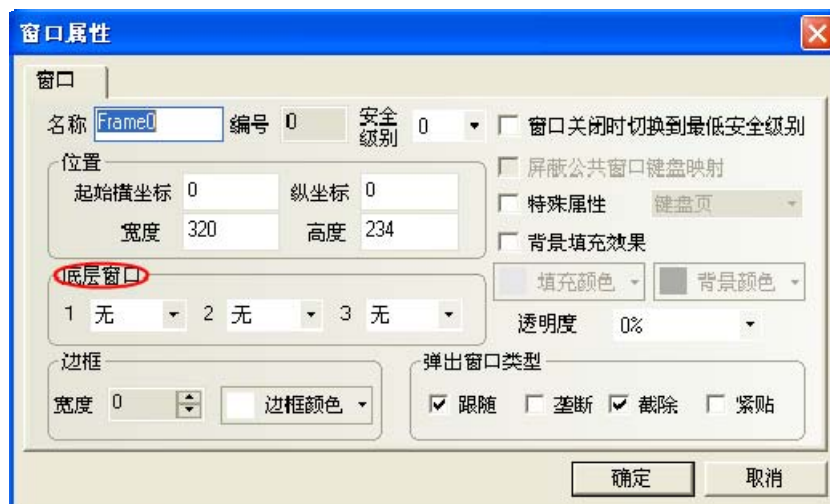 窗口属性
窗口
名称 Frame0 编号 0 安全级别 0 窗口关闭时切换到最低安全级别
位置 屏蔽公共窗口键盘映射
起始横坐标 0 纵坐标 0 特殊属性 键盘页
宽度 320 高度 234 背景填充效果
底层窗口 填充颜色 背景颜色
1 无 2 无 3 无 透明度 0%
边框 弹出窗口类型
宽度 0 边框颜色 跟随 垄断 截除 紧贴
确定 取消